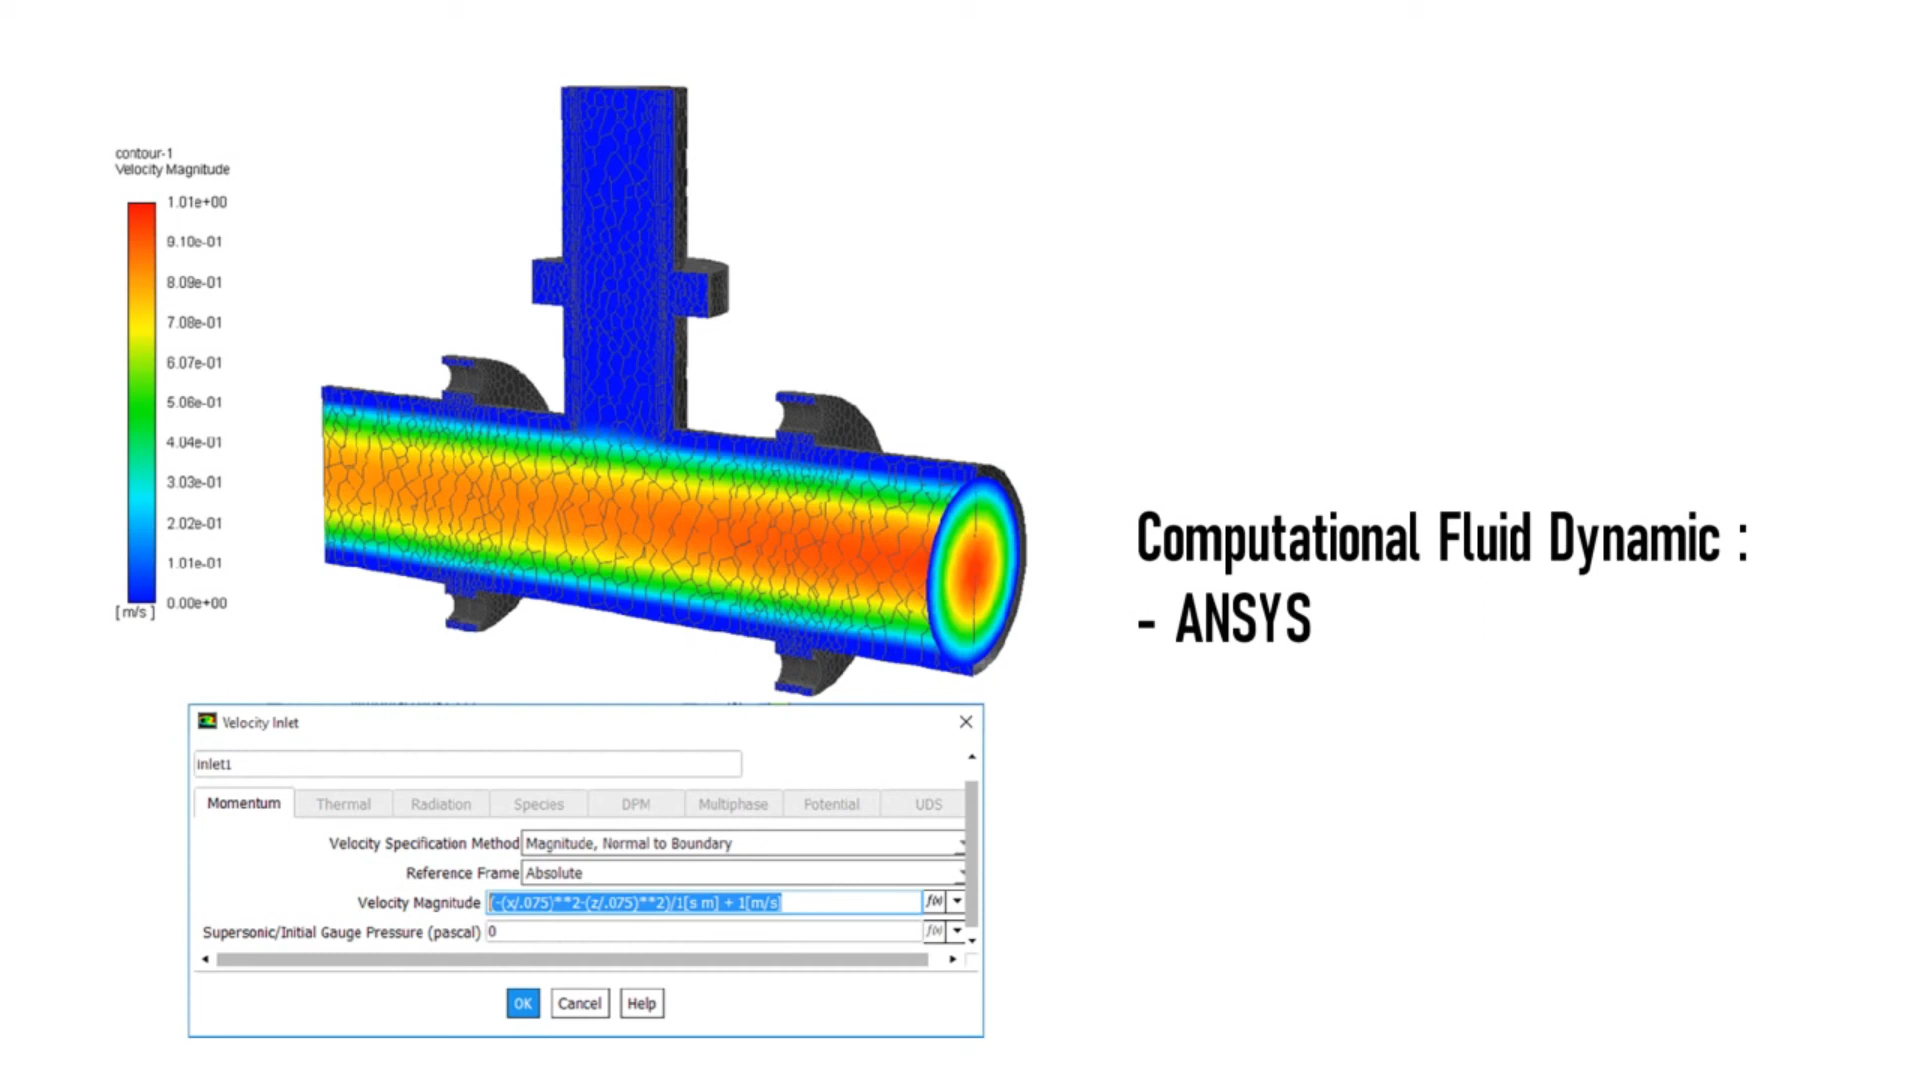 contour-1
Velocity Magnitude
1.01e+00
9.10e-01
8.09e-01
7.08e-01
6.07e-01
5.06e-01
4.04e-01
3.03e-01
2.02e-01
1.01e-01
0.00e+00
[m/s]
Computational Fluid Dynamic :
- ANSYS
Velocity Inlet
inlet1
Momentum Thermal Radiation Species DPM Multiphase Potential UDS
Velocity Specification Method Magnitude, Normal to Boundary
Reference Frame Absolute
Velocity Magnitude (-(x/.075)**2-(z/.075)**2)/1[s m] + 1[m/s] f(x)
Supersonic/Initial Gauge Pressure (pascal) 0 f(x)
OK Cancel Help